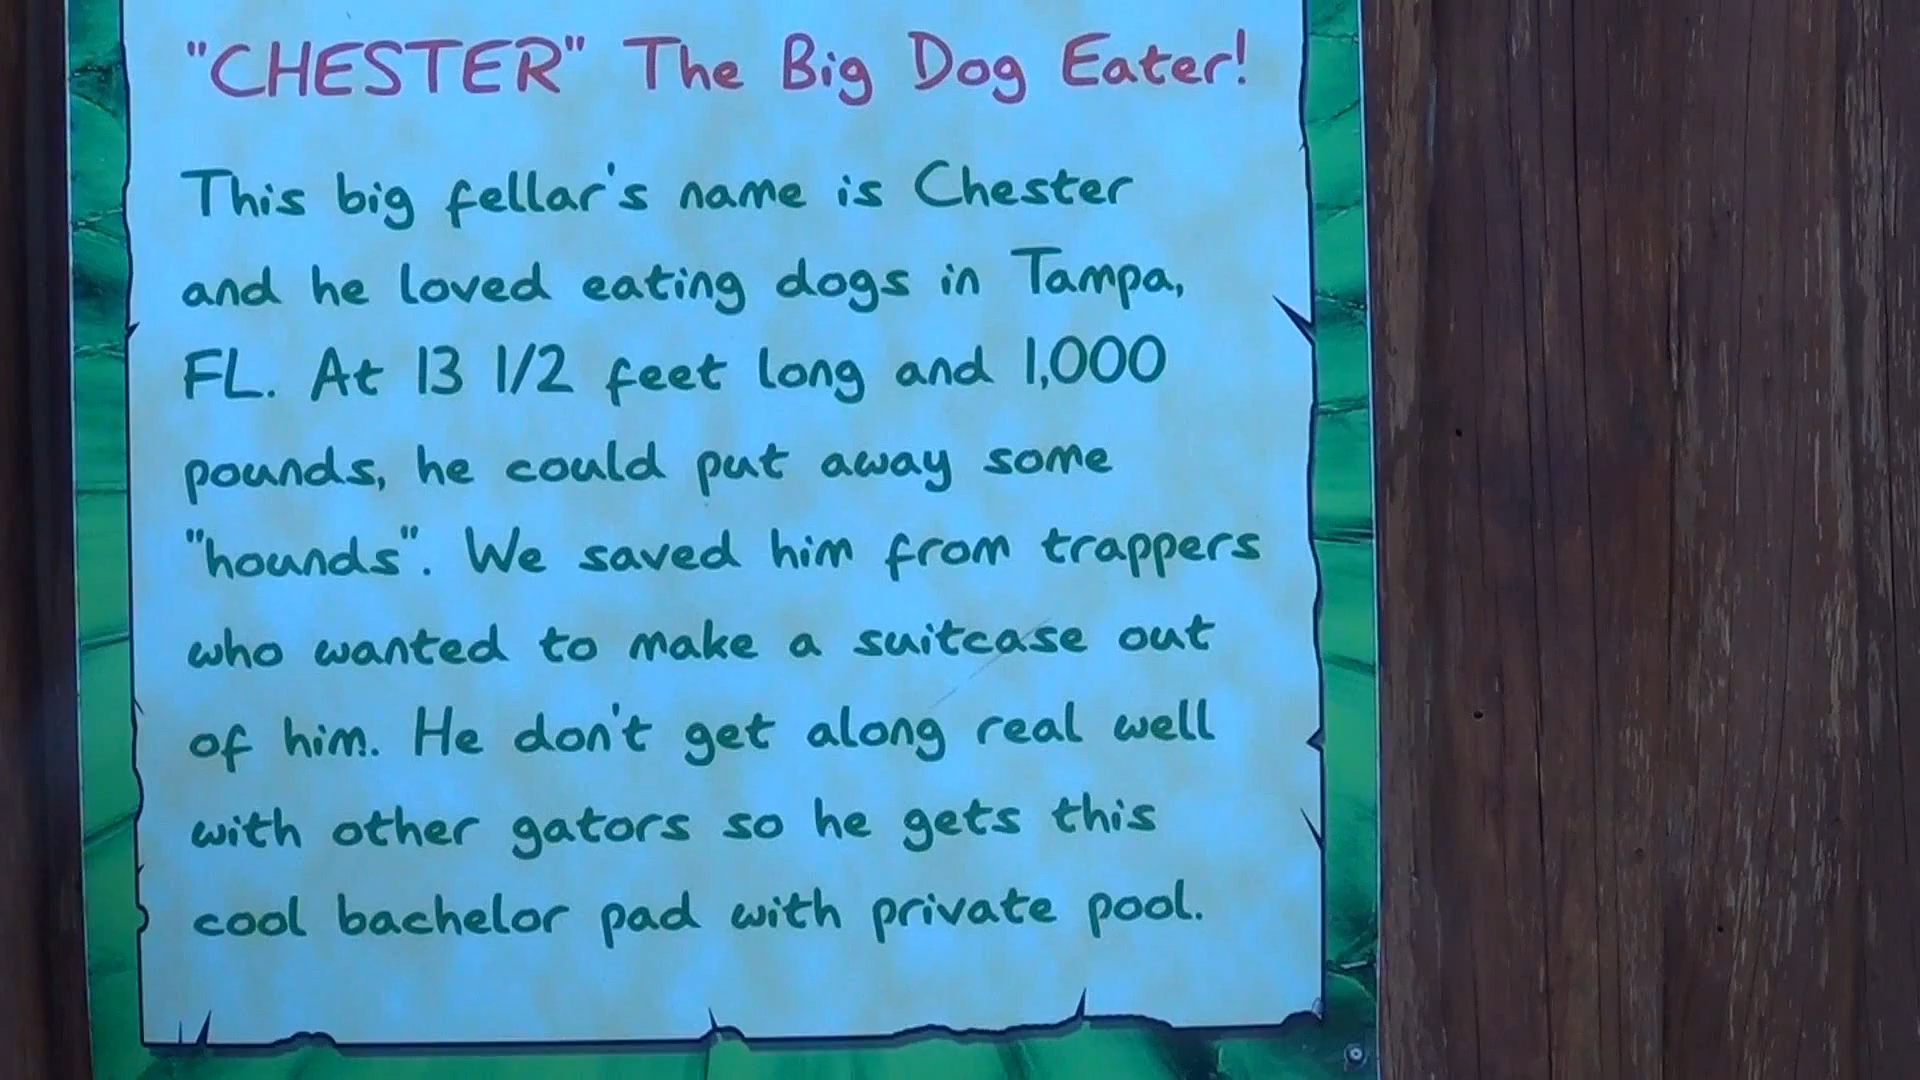 "CHESTER" The Big Dog Eater!
This big fellar's name is Chester
and he loved eating dogs in Tampa,
FL. At 13 1/2 feet long and 1,000
pounds, he could put away some
"hounds". We saved him from trappers
who wanted to make a suitcase out
of him. He don't get along real well
with other gators so he gets this
cool bachelor pad with private pool.